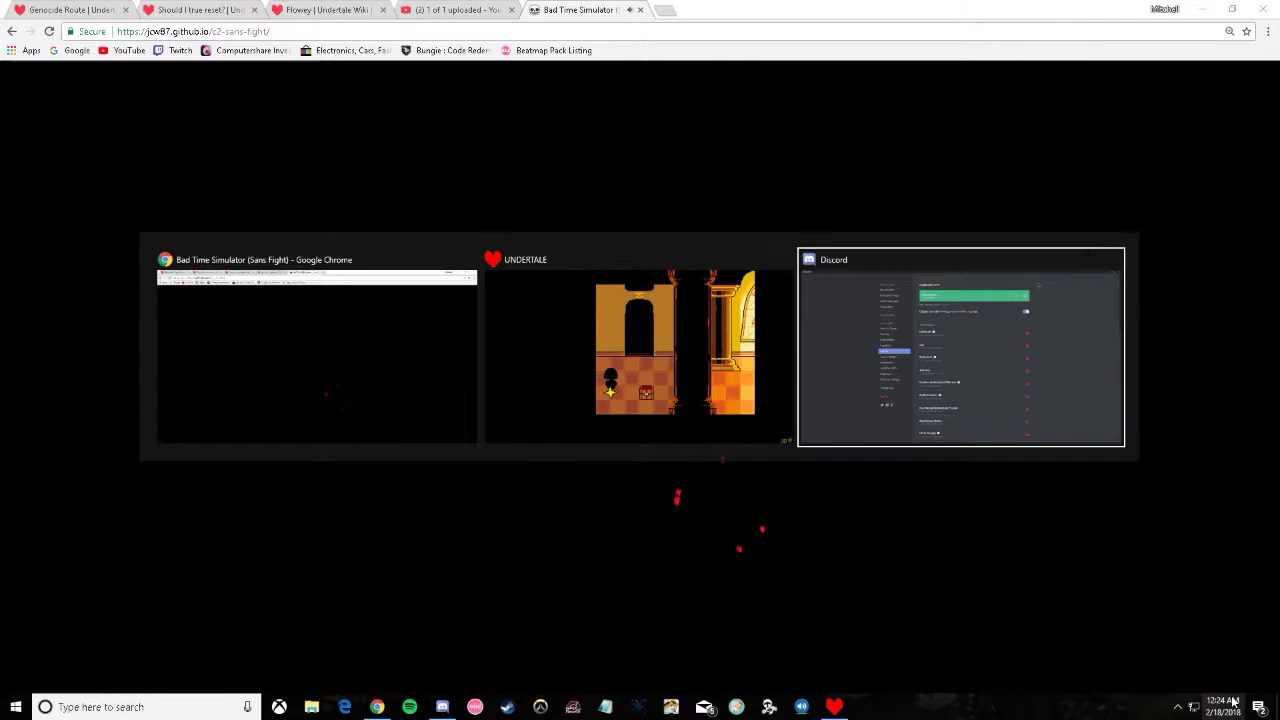 Genocide Route | Undert
Should I true reset? | Und
Flowey | Undertale Wiki |
(2) 1 of 1 uploaded - You
Bad Time Simulator (
Mitchell
Secure
https://jcw87.github.io/c2-sans-fight/
Apps
Google
YouTube
Twitch
Computershare Inve
Electronics, Cars, Fas
Bungie: Code Redem
Beatmap Pack Listing
Bad Time Simulator (Sans Fight) - Google Chrome
UNDERTALE
Discord
Type here to search
12:24 AM
2/18/2018